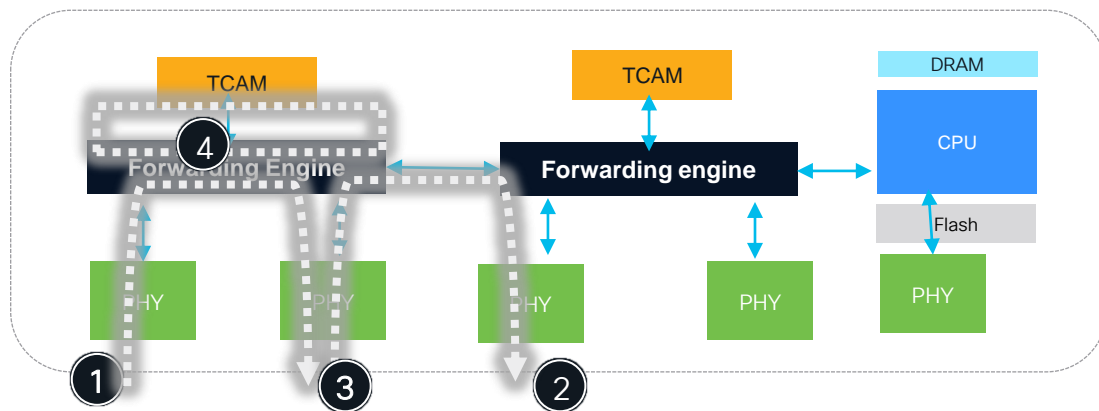 TCAM
TCAM
DRAM
CPU
4
Forwarding Engine
Forwarding engine
Flash
PHY
PHY
PHY
PHY
PHY
1
3
2